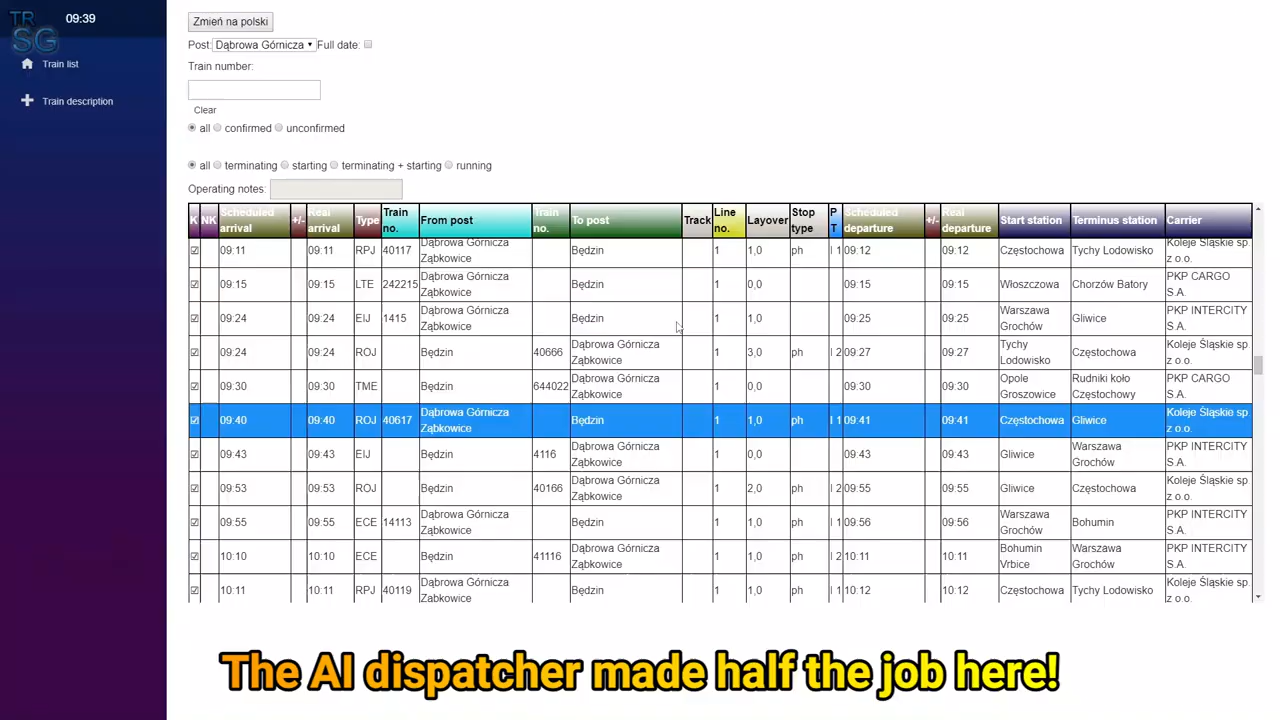 TR
SG
09:39
Train list
Train description
Zmień na polski
Post: Dąbrowa Górnicza Full date:
Train number:
Clear
all confirmed unconfirmed
all terminating starting terminating + starting running
Operating notes:
K NK Scheduled arrival +/- Real arrival Type Train no. From post Train no. To post Track Line no. Layover Stop type P T Scheduled departure +/- Real departure Start station Terminus station Carrier
09:11 09:11 RPJ 40117 Dąbrowa Górnicza Ząbkowice Będzin 1 1,0 ph I 1 09:12 09:12 Częstochowa Tychy Lodowisko Koleje Śląskie sp. z o.o.
09:15 09:15 LTE 242215 Dąbrowa Górnicza Ząbkowice Będzin 1 0,0 09:15 09:15 Włoszczowa Chorzów Batory PKP CARGO S.A.
09:24 09:24 EIJ 1415 Dąbrowa Górnicza Ząbkowice Będzin 1 1,0 09:25 09:25 Warszawa Grochów Gliwice PKP INTERCITY S.A.
09:24 09:24 ROJ Będzin 40666 Dąbrowa Górnicza Ząbkowice 1 3,0 ph I 2 09:27 09:27 Tychy Lodowisko Częstochowa Koleje Śląskie sp. z o.o.
09:30 09:30 TME Będzin 644022 Dąbrowa Górnicza Ząbkowice 1 0,0 09:30 09:30 Opole Groszowice Rudniki koło Częstochowy PKP CARGO S.A.
09:40 09:40 ROJ 40617 Dąbrowa Górnicza Ząbkowice Będzin 1 1,0 ph I 1 09:41 09:41 Częstochowa Gliwice Koleje Śląskie sp. z o.o.
09:43 09:43 EIJ Będzin 4116 Dąbrowa Górnicza Ząbkowice 1 0,0 09:43 09:43 Gliwice Warszawa Grochów PKP INTERCITY S.A.
09:53 09:53 ROJ Będzin 40166 Dąbrowa Górnicza Ząbkowice 1 2,0 ph I 2 09:55 09:55 Gliwice Częstochowa Koleje Śląskie sp. z o.o.
09:55 09:55 ECE 14113 Dąbrowa Górnicza Ząbkowice Będzin 1 1,0 ph I 1 09:56 09:56 Warszawa Grochów Bohumin PKP INTERCITY S.A.
10:10 10:10 ECE Będzin 41116 Dąbrowa Górnicza Ząbkowice 1 1,0 ph I 2 10:11 10:11 Bohumin Vrbice Warszawa Grochów PKP INTERCITY S.A.
10:11 10:11 RPJ 40119 Dąbrowa Górnicza Ząbkowice Będzin 1 1,0 ph I 1 10:12 10:12 Częstochowa Tychy Lodowisko Koleje Śląskie sp. z o.o.
The AI dispatcher made half the job here!